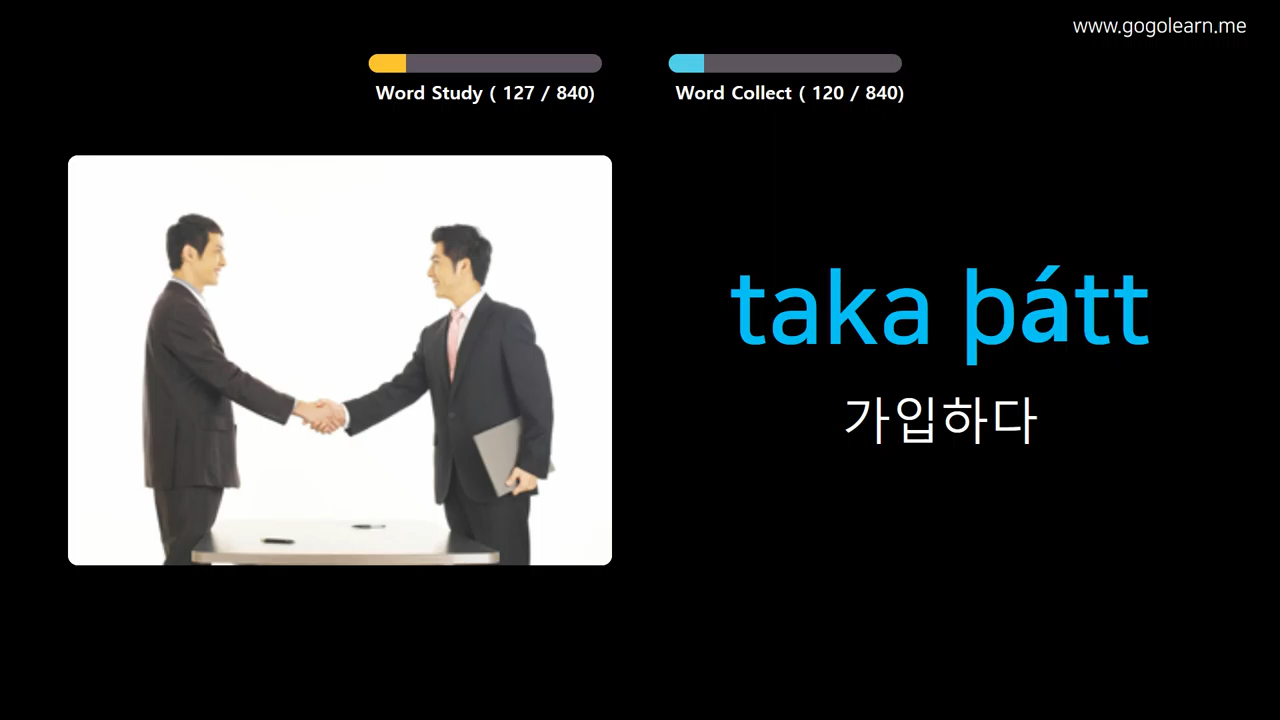 www.gogolearn.me
Word Study ( 127 / 840)
Word Collect ( 120 / 840)
taka þátt
가입하다